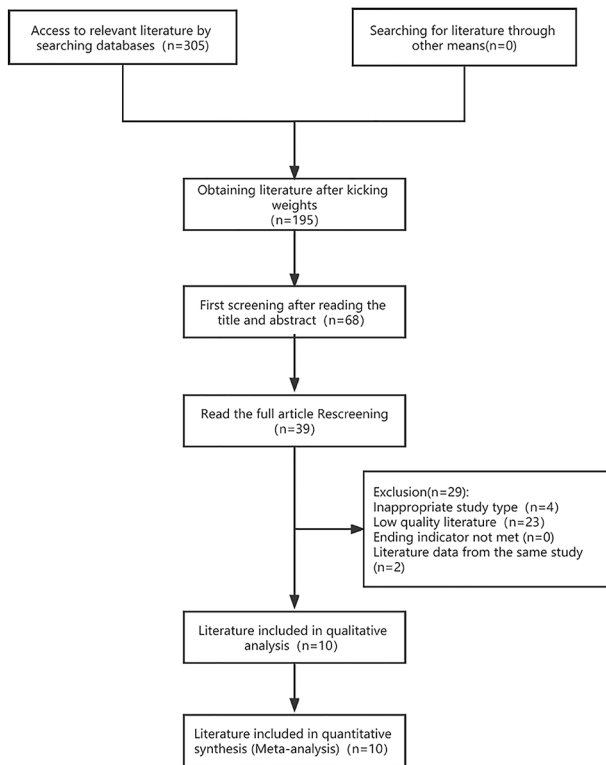 Access to relevant literature by
searching databases (n=305)
Searching for literature through
other means(n=0)
Obtaining literature after kicking
weights
(n=195)
First screening after reading the
title and abstract (n=68)
Read the full article Rescreening
(n=39)
Exclusion(n=29):
Inappropriate study type (n=4)
Low quality literature (n=23)
Ending indicator not met (n=0)
Literature data from the same study
(n=2)
Literature included in qualitative
analysis (n=10)
Literature included in quantitative
synthesis (Meta-analysis) (n=10)